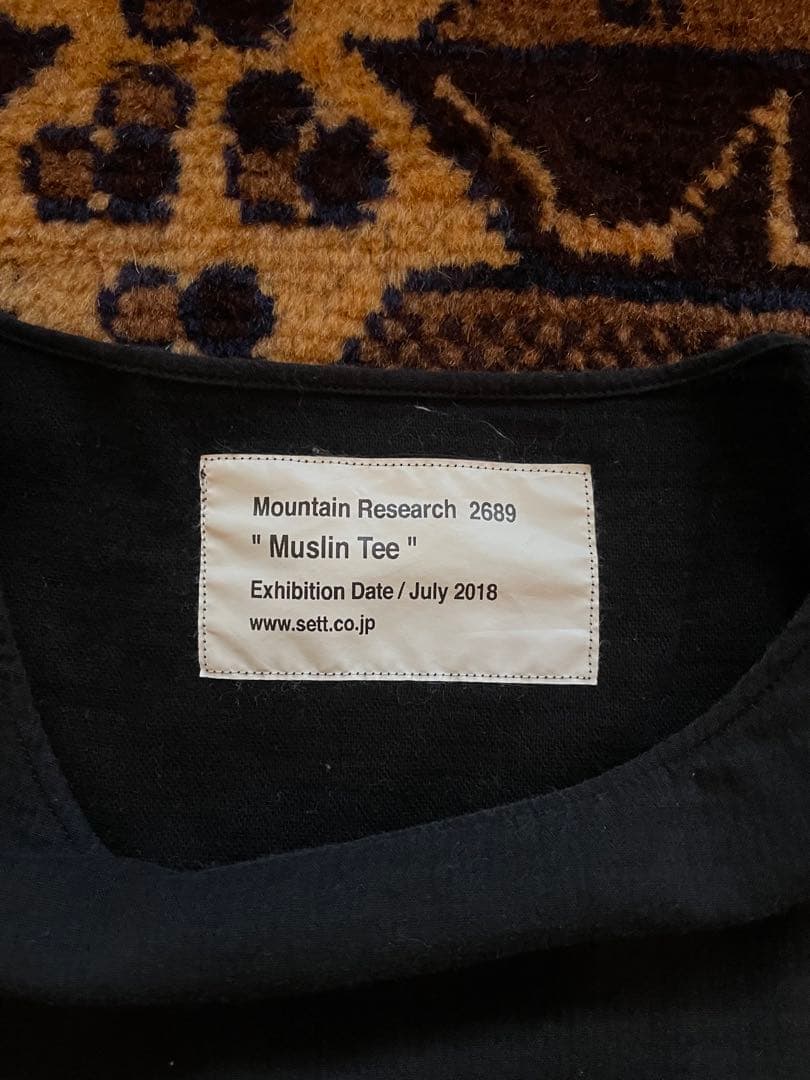 Mountain Research 2689
" Muslin Tee "
Exhibition Date / July 2018
www.sett.co.jp